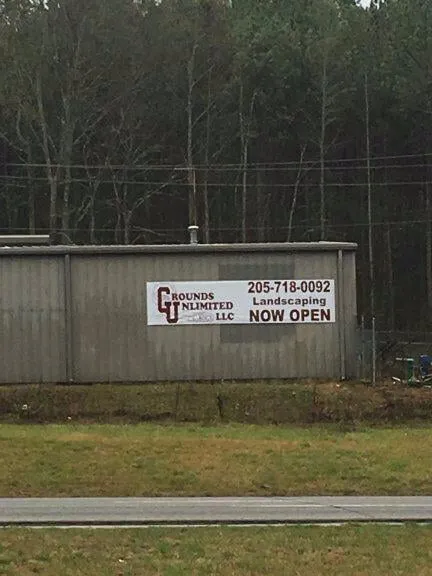 GROUNDS
UNLIMITED
LLC
205-718-0092
Landscaping
NOW OPEN